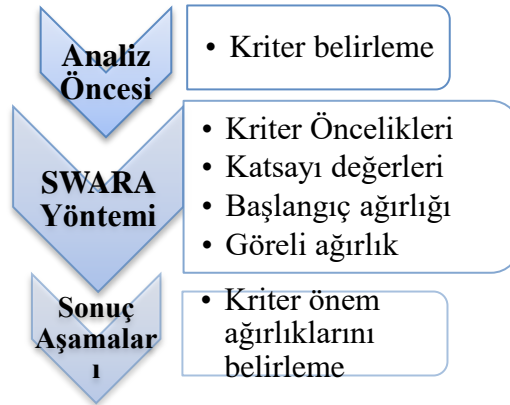 Analiz
Öncesi
• Kriter belirleme
SWARA
Yöntemi
• Kriter Öncelikleri
• Katsayı değerleri
• Başlangıç ağırlığı
• Göreli ağırlık
Sonuç
Aşamalar
ı
• Kriter önem
ağırlıklarını
belirleme